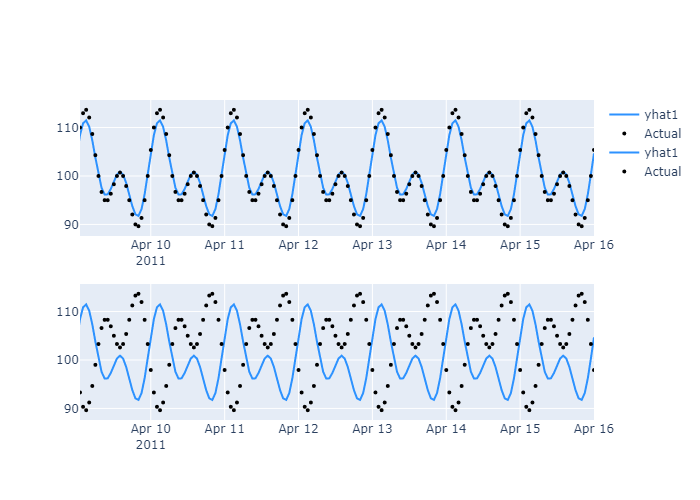 110
100
90
Apr 10
2011
Apr 11
Apr 12
Apr 13
Apr 14
Apr 15
Apr 16
yhat1
Actual
yhat1
Actual
110
100
90
Apr 10
2011
Apr 11
Apr 12
Apr 13
Apr 14
Apr 15
Apr 16